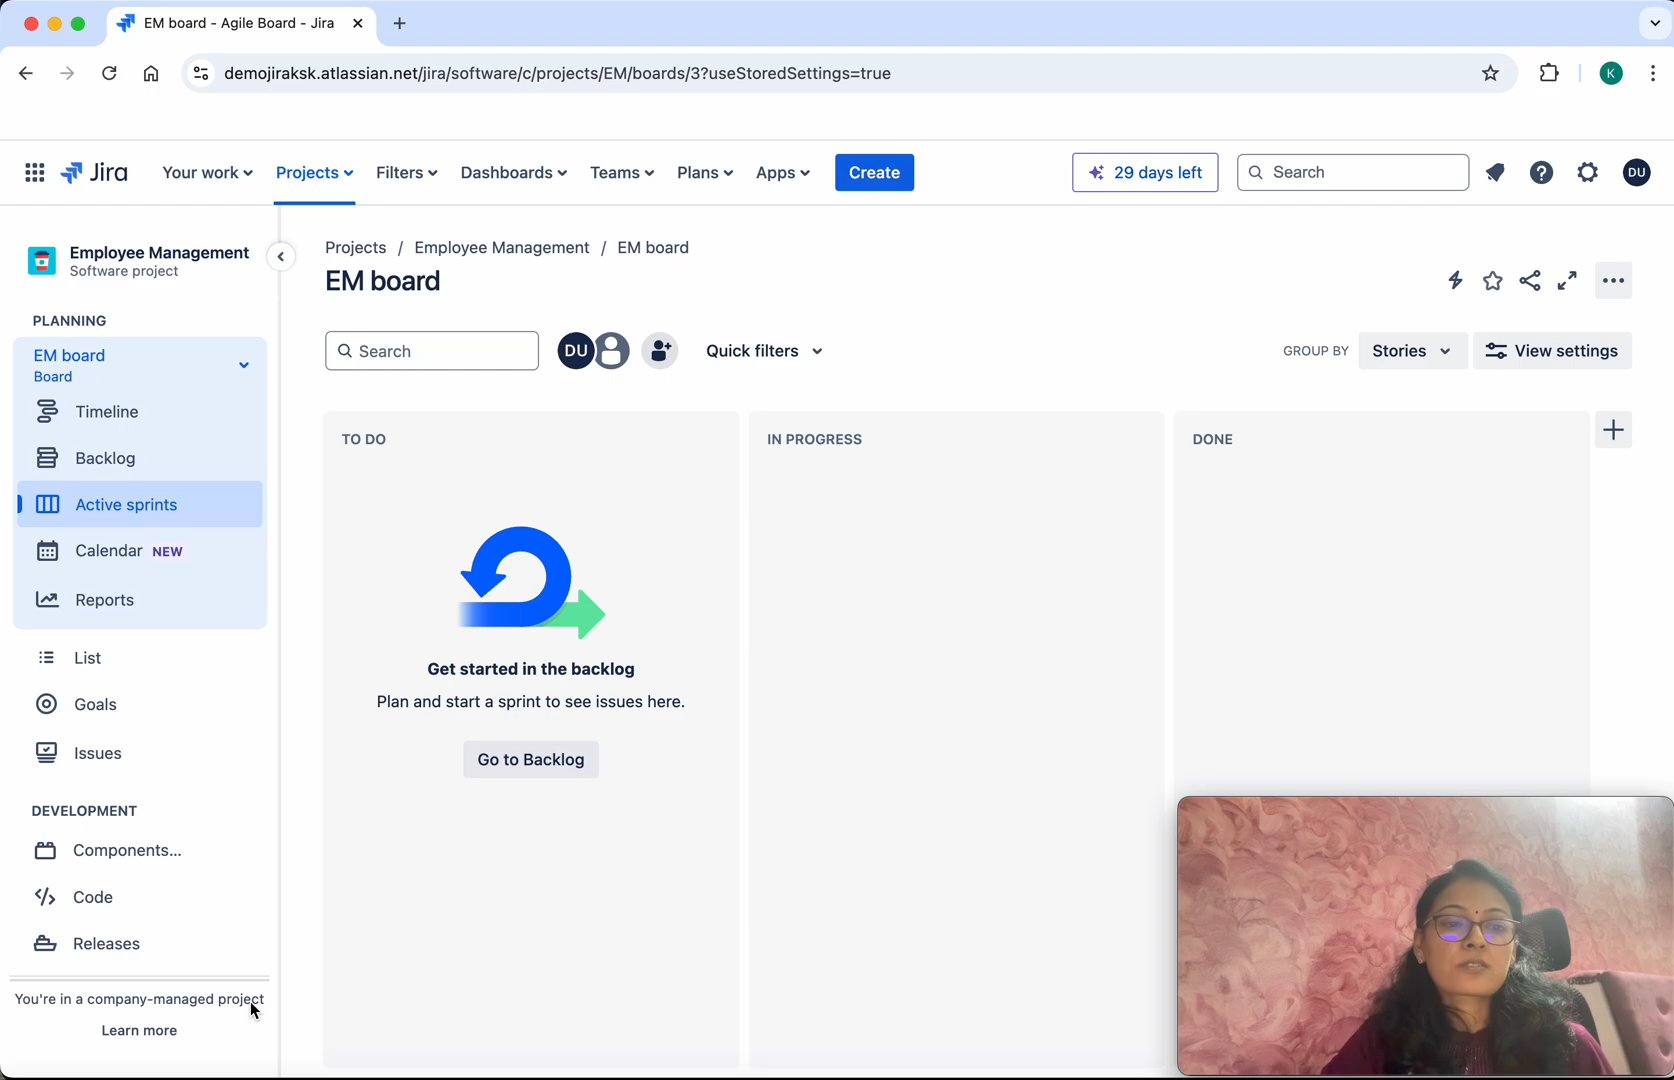 EM board - Agile Board - Jira
demojiraksk.atlassian.net/jira/software/c/projects/EM/boards/3?useStoredSettings=true
K
Jira
Your work
Projects
Filters
Dashboards
Teams
Plans
Apps
Create
29 days left
Search
DU
Employee Management
Software project
PLANNING
EM board
Board
Timeline
Backlog
Active sprints
Calendar NEW
Reports
List
Goals
Issues
DEVELOPMENT
Components...
Code
Releases
You're in a company-managed project
Learn more
Projects / Employee Management / EM board
EM board
Search
DU
Quick filters
GROUP BY
Stories
View settings
TO DO
IN PROGRESS
DONE
Get started in the backlog
Plan and start a sprint to see issues here.
Go to Backlog